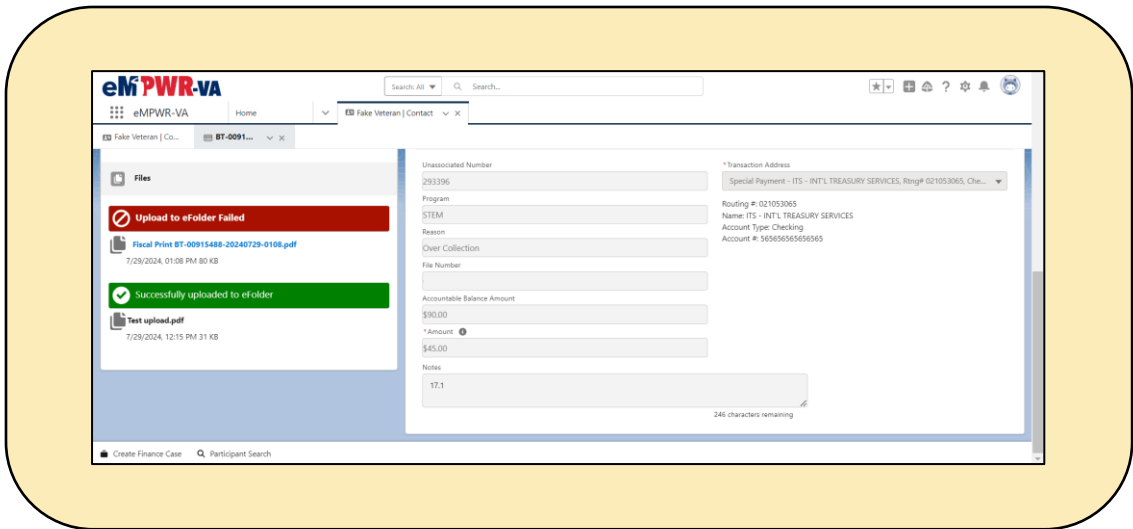 eMPWR-VA
Search: All
Search...
eMPWR-VA
Home
Fake Veteran | Contact
Fake Veteran | Co...
BT-0091...
Files
Upload to eFolder Failed
Fiscal Print BT-00915488-20240729-0108.pdf
7/29/2024, 01:08 PM 80 KB
Successfully uploaded to eFolder
Test upload.pdf
7/29/2024, 12:15 PM 31 KB
Unassociated Number
293396
Program
STEM
Reason
Over Collection
File Number
Accountable Balance Amount
$90.00
*Amount
$45.00
Notes
17.1
246 characters remaining
*Transaction Address
Special Payment - ITS - INT'L TREASURY SERVICES, Rtng# 021053065, Che...
Routing #: 021053065
Name: ITS - INT'L TREASURY SERVICES
Account Type: Checking
Account #: 565656565656565
Create Finance Case
Participant Search